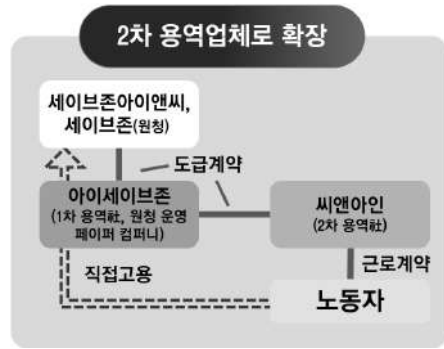 2차 용역업체로 확장
세이브존아이앤씨,
세이브존(원청)
도급계약
아이세이브존
(1차 용역社, 원청 운영
페이퍼 컴퍼니)
씨앤아인
(2차 용역社)
직접고용
근로계약
노동자